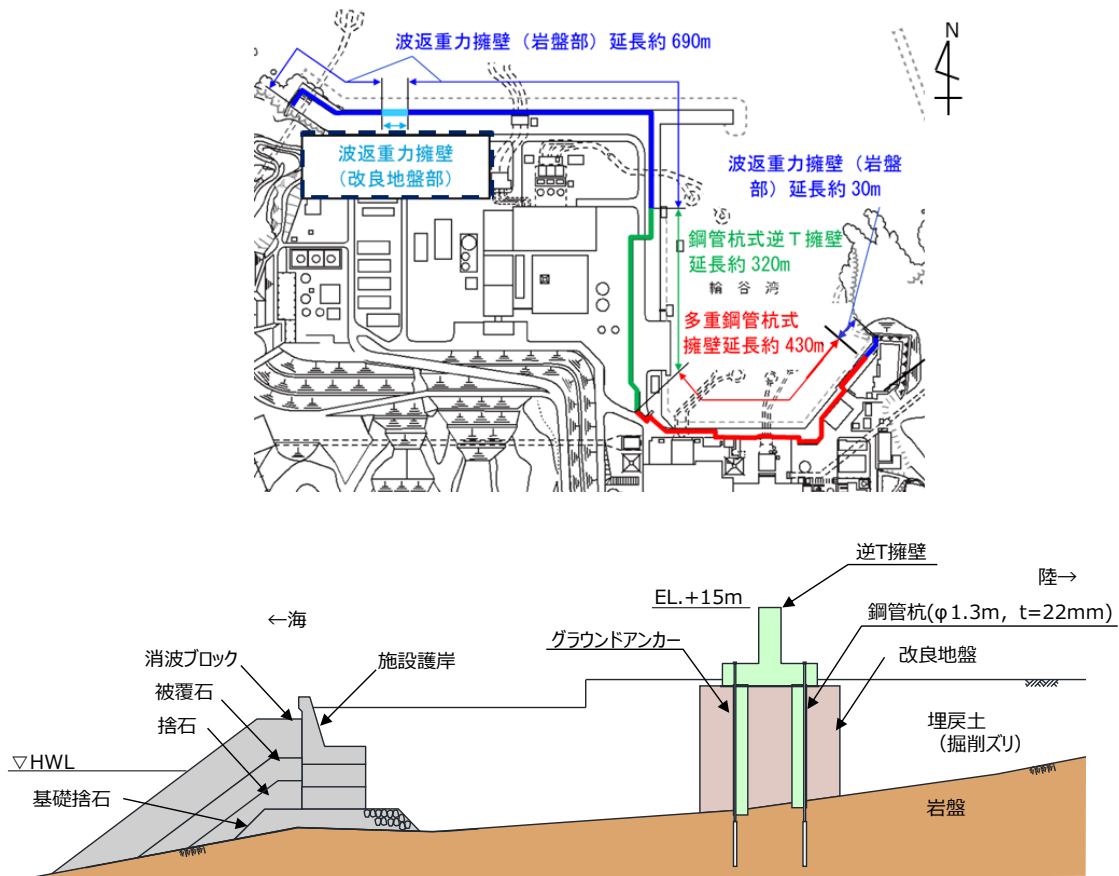 波返重力擁壁（岩盤部）延長約 690m
N
波返重力擁壁
（改良地盤部）
波返重力擁壁（岩盤
部）延長約 30m
鋼管杭式逆T擁壁
延長約 320m
輪谷湾
多重鋼管杭式
擁壁延長約 430m
逆T擁壁
陸→
EL.+15m
鋼管杭(φ1.3m, t=22mm)
←海
グラウンドアンカー
改良地盤
消波ブロック
施設護岸
被覆石
捨石
埋戻土
（掘削ズリ）
▽HWL
基礎捨石
岩盤